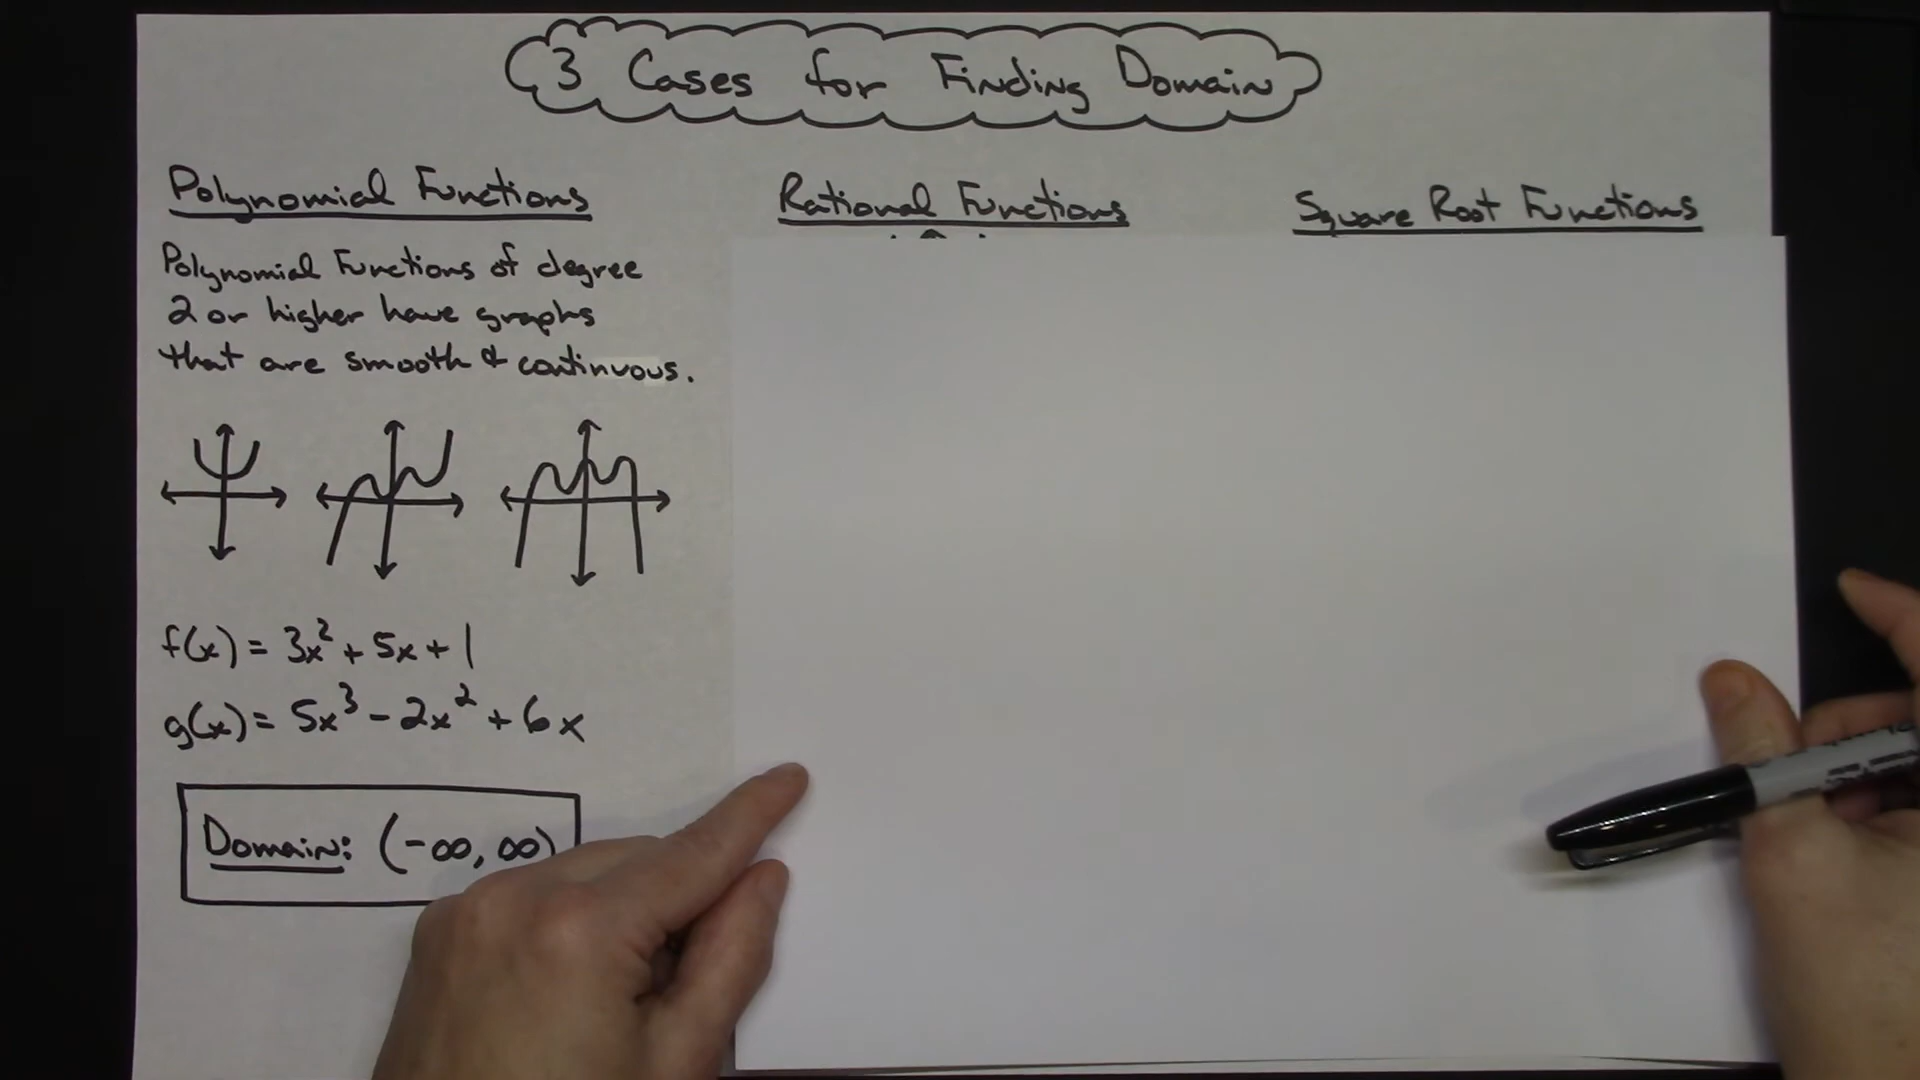 3 Cases for Finding Domain
Polynomial Functions
Polynomial Functions of degree
2 or higher have graphs
that are smooth & continuous.
f(x) = 3x² + 5x + 1
g(x) = 5x³ - 2x² + 6x
Domain: (-∞, ∞)
Rational Functions
Square Root Functions